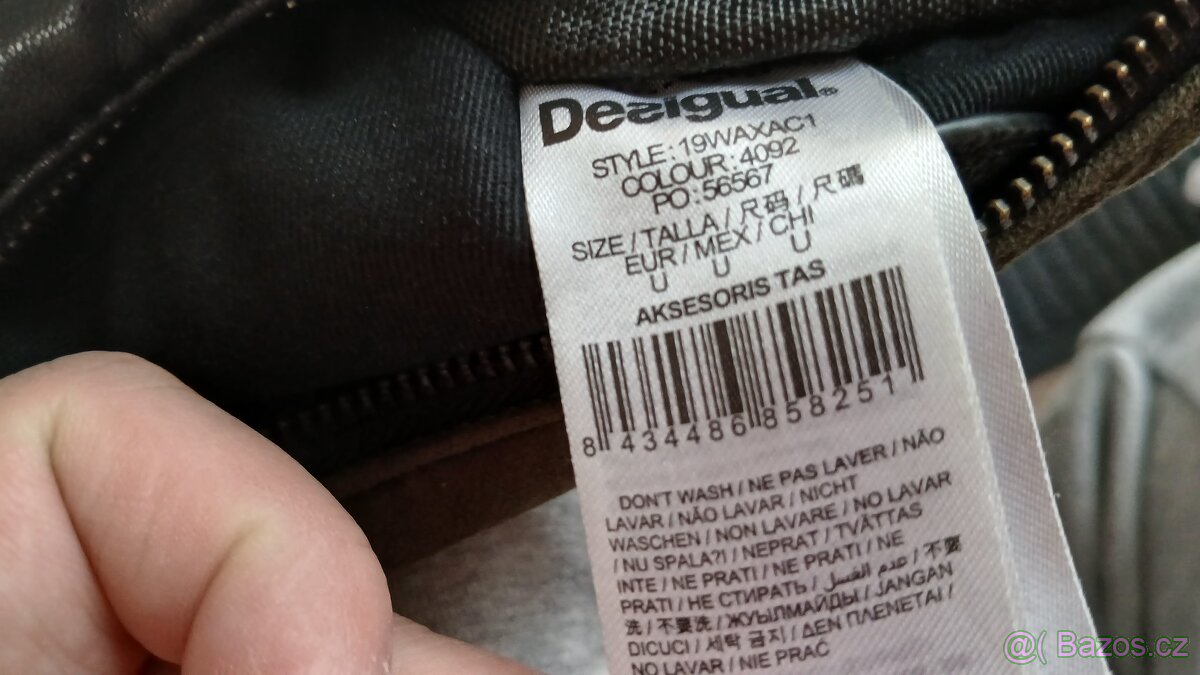 Desigual®
STYLE : 19WAXAC1
COLOUR : 4092
PO : 56567
SIZE / TALLA / 尺码 / 尺碼
EUR / MEX / CHI
U U U
AKSESORIS TAS
8 434486 858251
DON'T WASH / NE PAS LAVER / NÃO
LAVAR / NÃO LAVAR / NICHT
WASCHEN / NON LAVARE / NO LAVAR
/ NU SPALA?I / NEPRAT / TVÄTTAS
INTE / NE PRATI / NE PRATI / NE
PRATI / НЕ СТИРАТЬ / عدم الغسل / 不要
洗 / 不要洗 / ЖУЫЛМАЙДЫ / JANGAN
DICUCI / 세탁 금지 / ΔΕΝ ΠΛΕΝΕΤΑΙ /
NO LAVAR / NIE PRAĆ
@( Bazos.cz